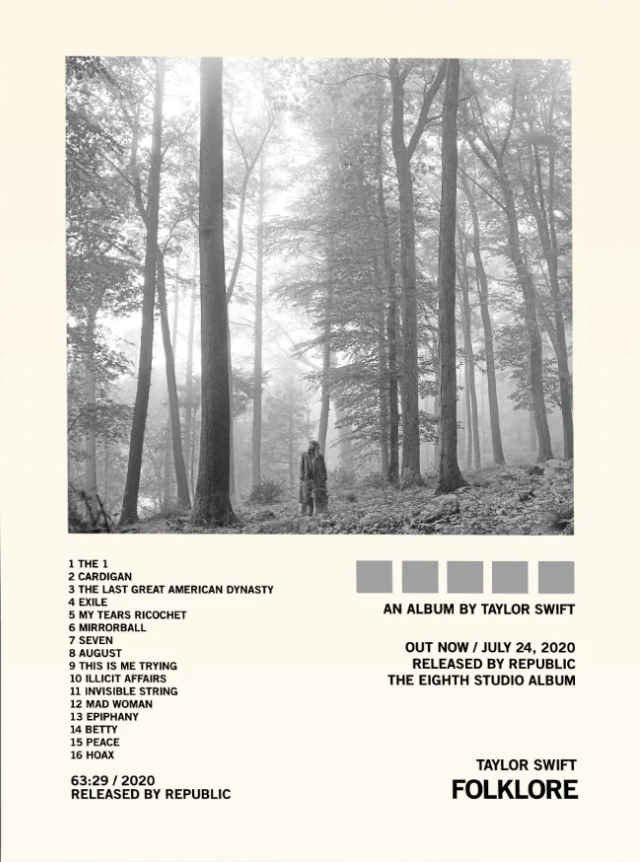 1 THE 1
2 CARDIGAN
3 THE LAST GREAT AMERICAN DYNASTY
4 EXILE
5 MY TEARS RICOCHET
6 MIRRORBALL
7 SEVEN
8 AUGUST
9 THIS IS ME TRYING
10 ILLICIT AFFAIRS
11 INVISIBLE STRING
12 MAD WOMAN
13 EPIPHANY
14 BETTY
15 PEACE
16 HOAX
63:29 / 2020
RELEASED BY REPUBLIC
AN ALBUM BY TAYLOR SWIFT
OUT NOW / JULY 24, 2020
RELEASED BY REPUBLIC
THE EIGHTH STUDIO ALBUM
TAYLOR SWIFT
FOLKLORE